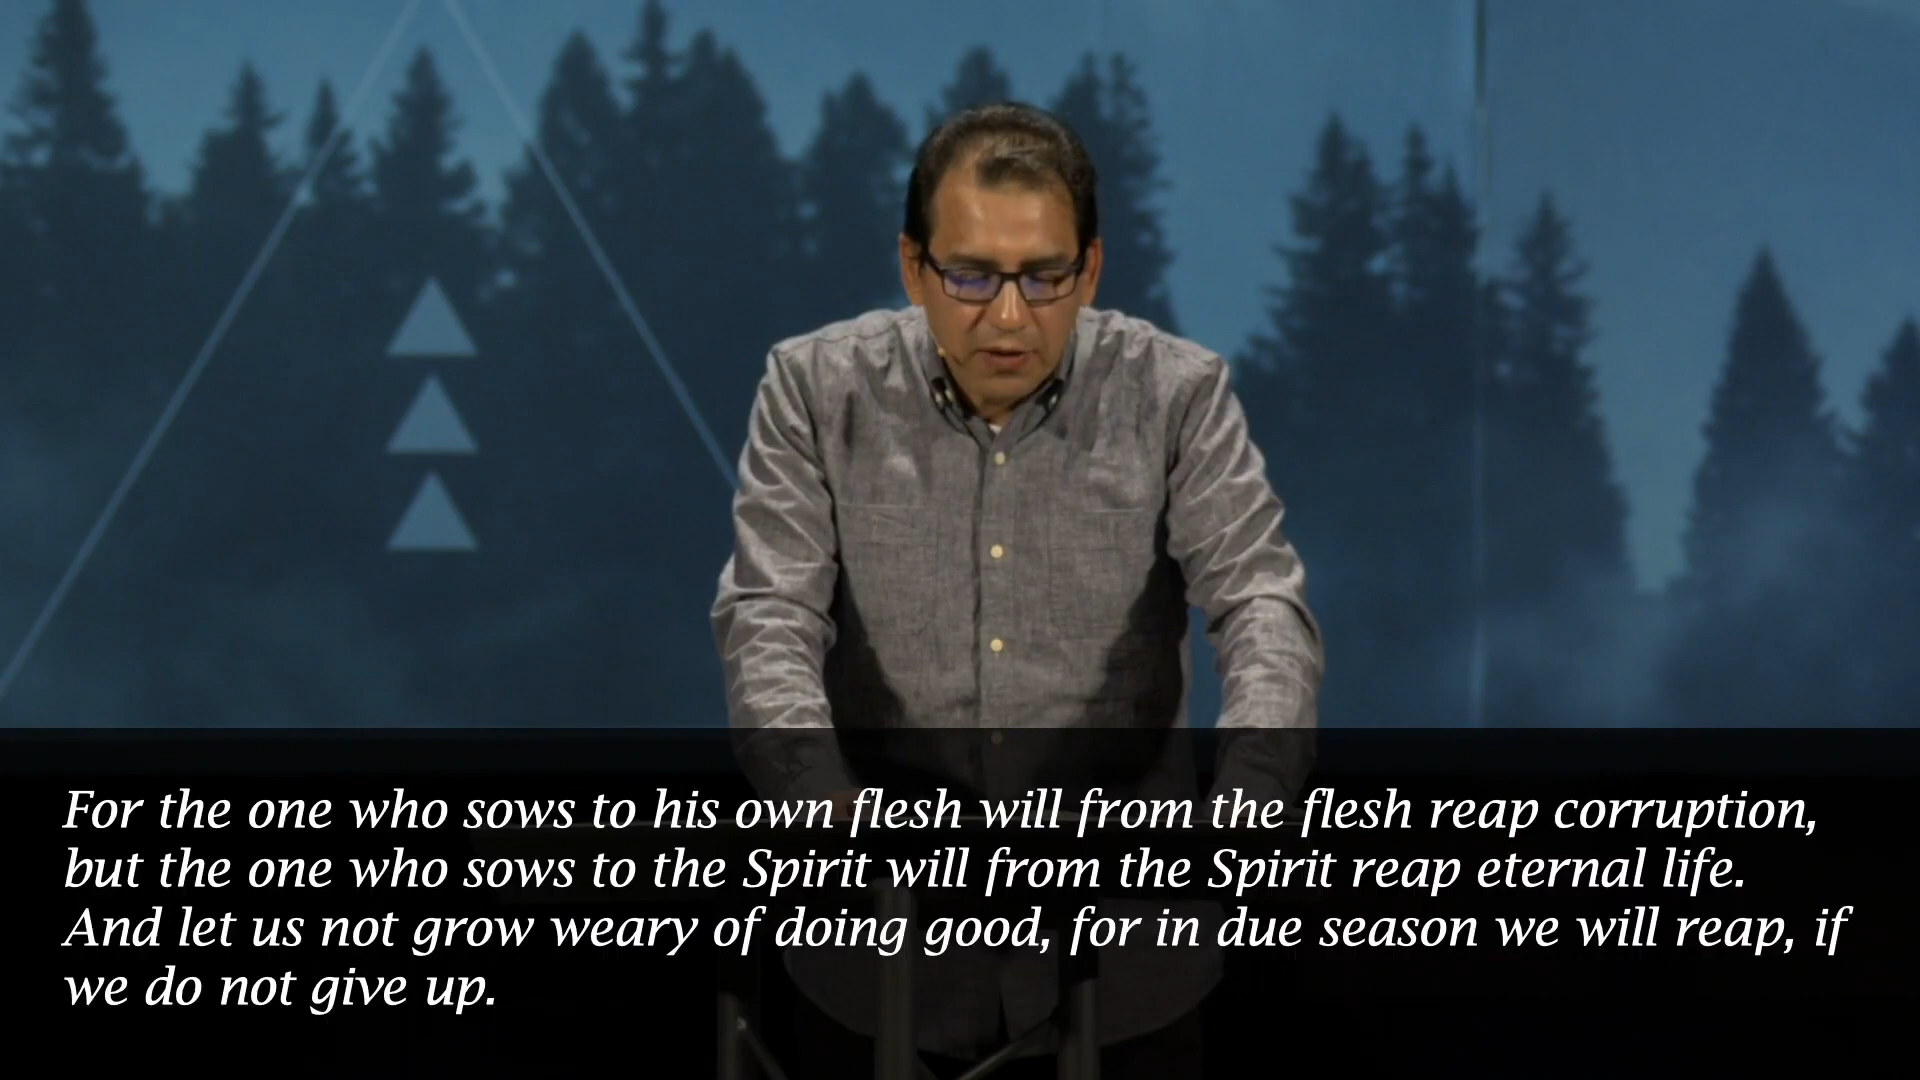 For the one who sows to his own flesh will from the flesh reap corruption,
but the one who sows to the Spirit will from the Spirit reap eternal life.
And let us not grow weary of doing good, for in due season we will reap, if
we do not give up.